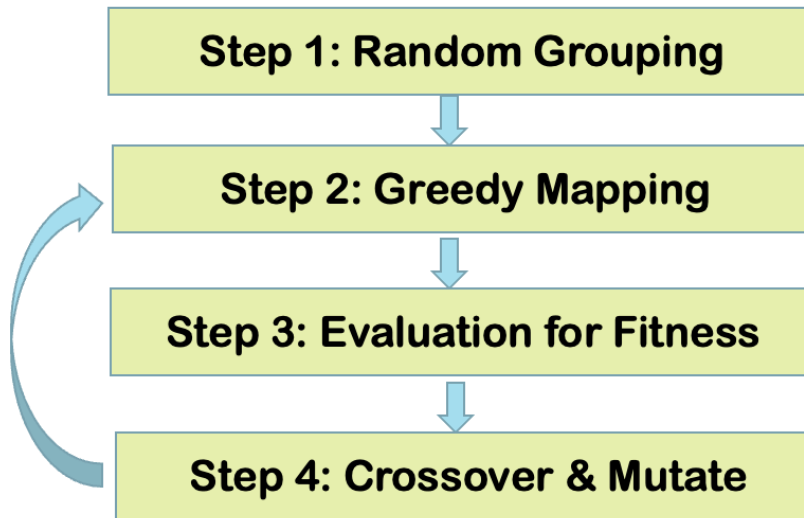 Step 1: Random Grouping
Step 2: Greedy Mapping
Step 3: Evaluation for Fitness
Step 4: Crossover & Mutate